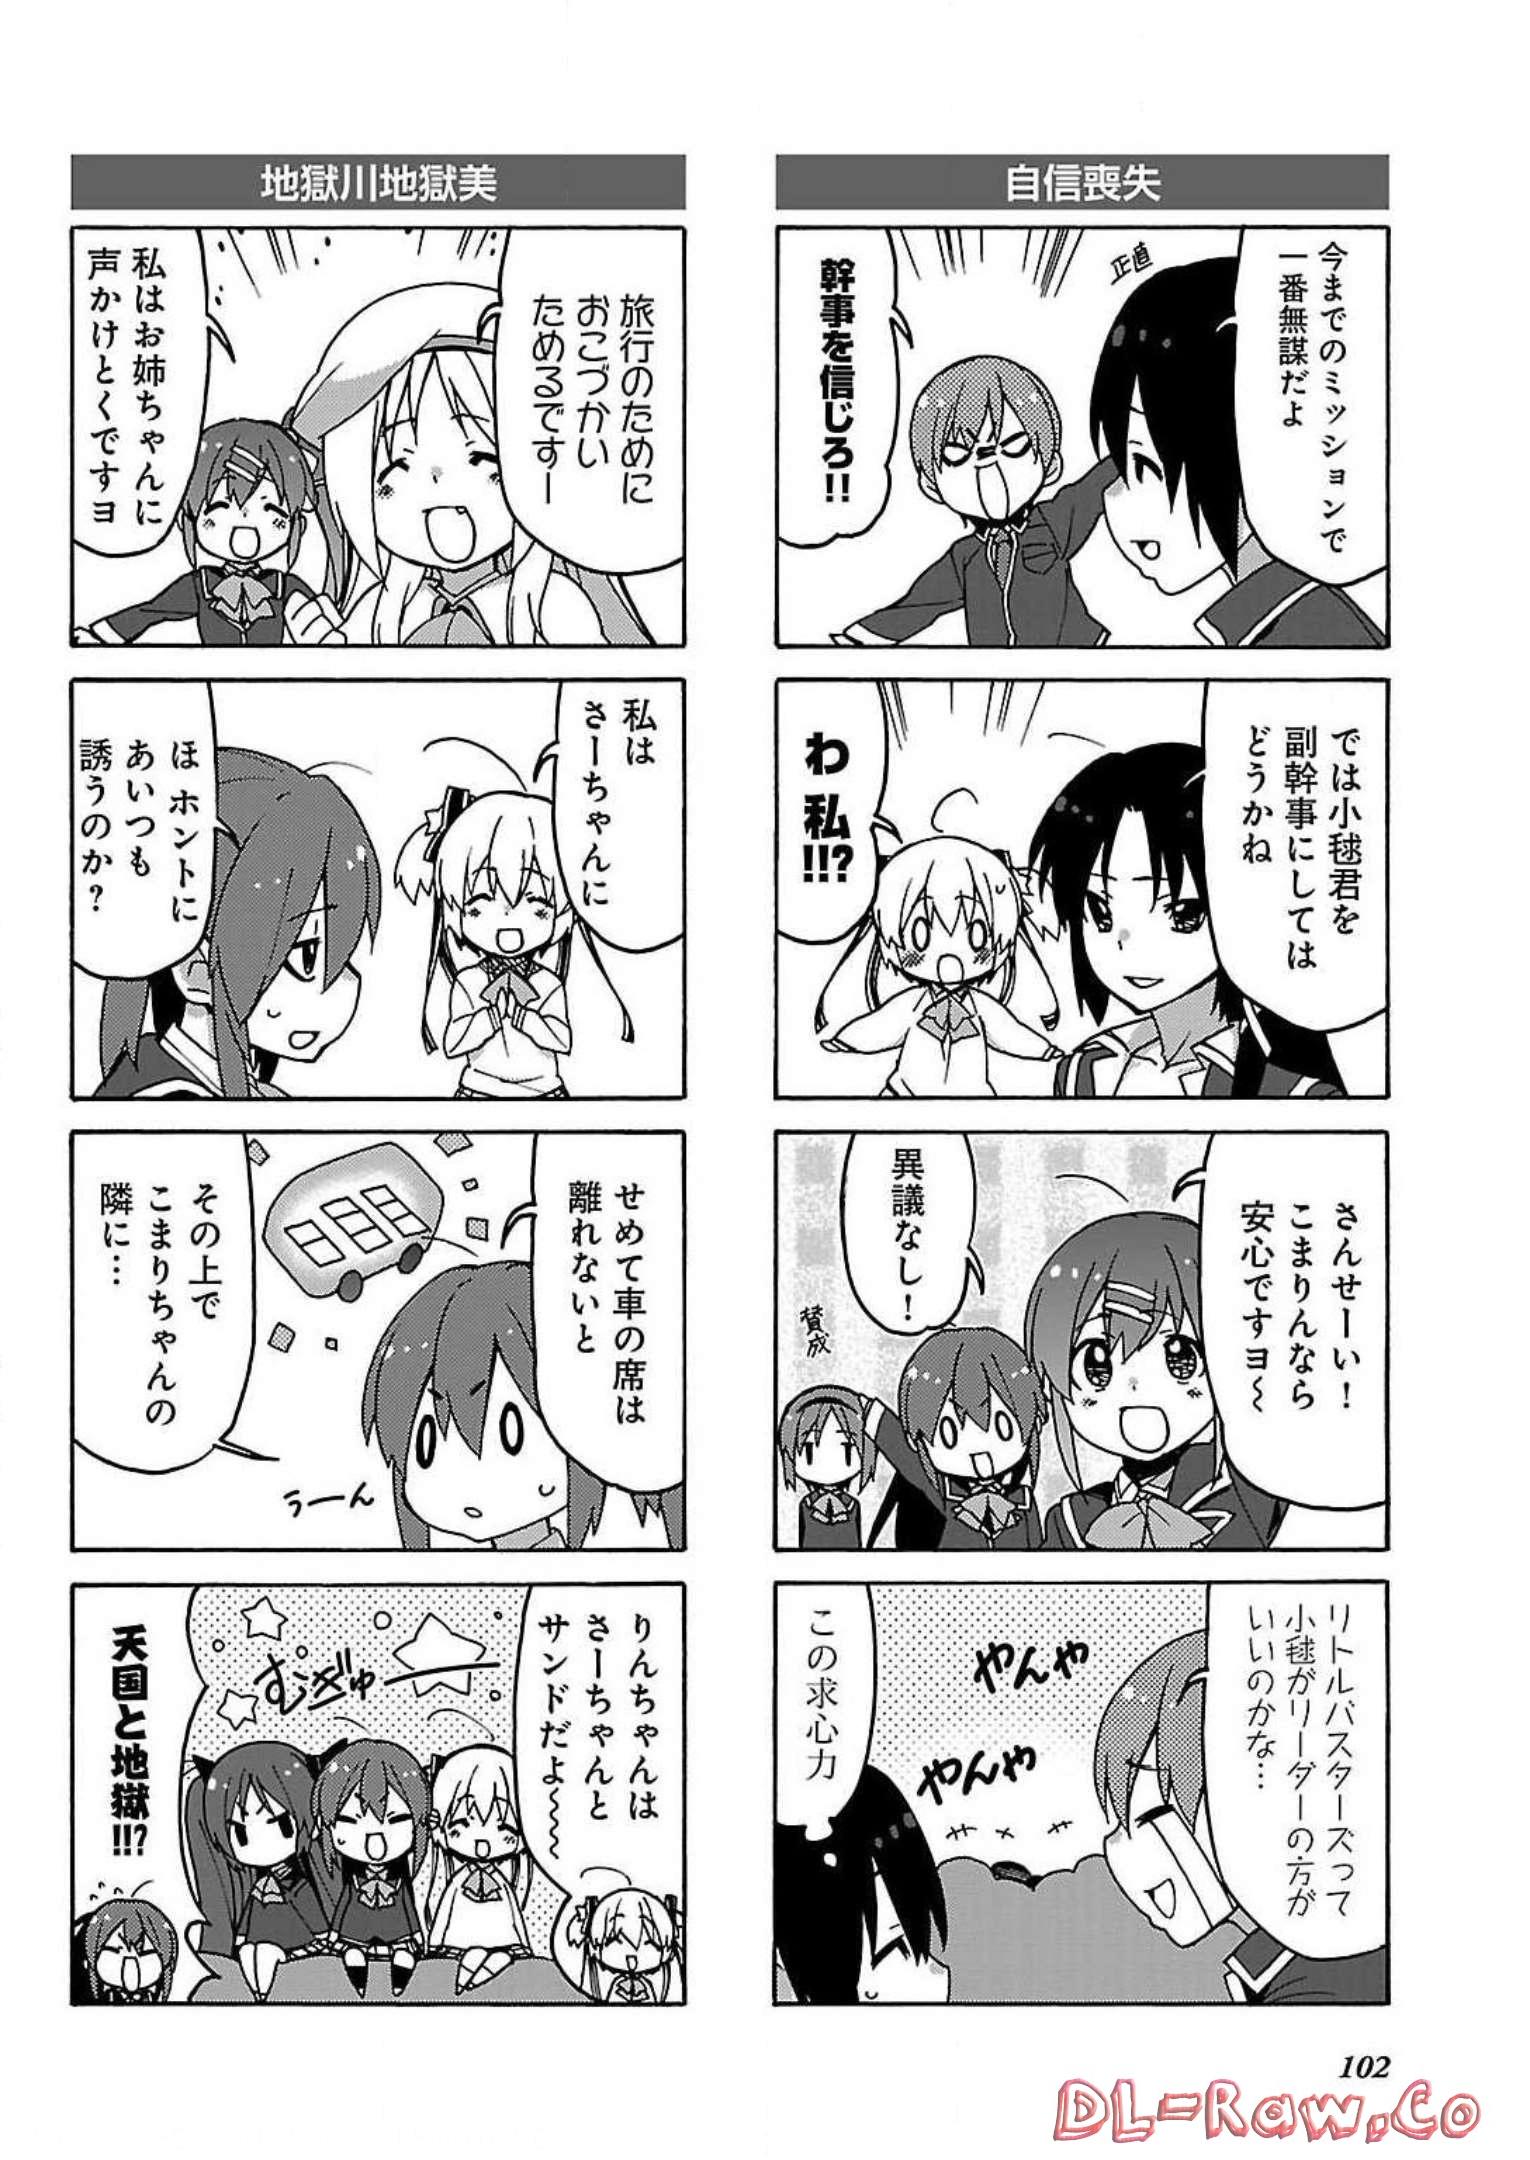 自信喪失
今までのミッションで
一番無謀だよ
正直
幹事を信じろ!!
では小毬君を
副幹事にしては
どうかね
わ 私!!?
さんせーい!
こまりんなら
安心ですヨ〜
異議なし!
賛成
リトルバスターズって
小毬がリーダーの方が
いいのかな…
やんや
やんや
この求心力
地獄川地獄美
旅行のために
おこづかい
ためるですー
私はお姉ちゃんに
声かけとくですヨ
私は
さーちゃんに
ほ ホントに
あいつも
誘うのか?
せめて車の席は
離れないと
うーん
その上で
こまりちゃんの
隣に…
りんちゃんは
さーちゃんと
サンドだよ〜〜〜
むぎゅー
天国と地獄!!?
102
DL-Raw.Co